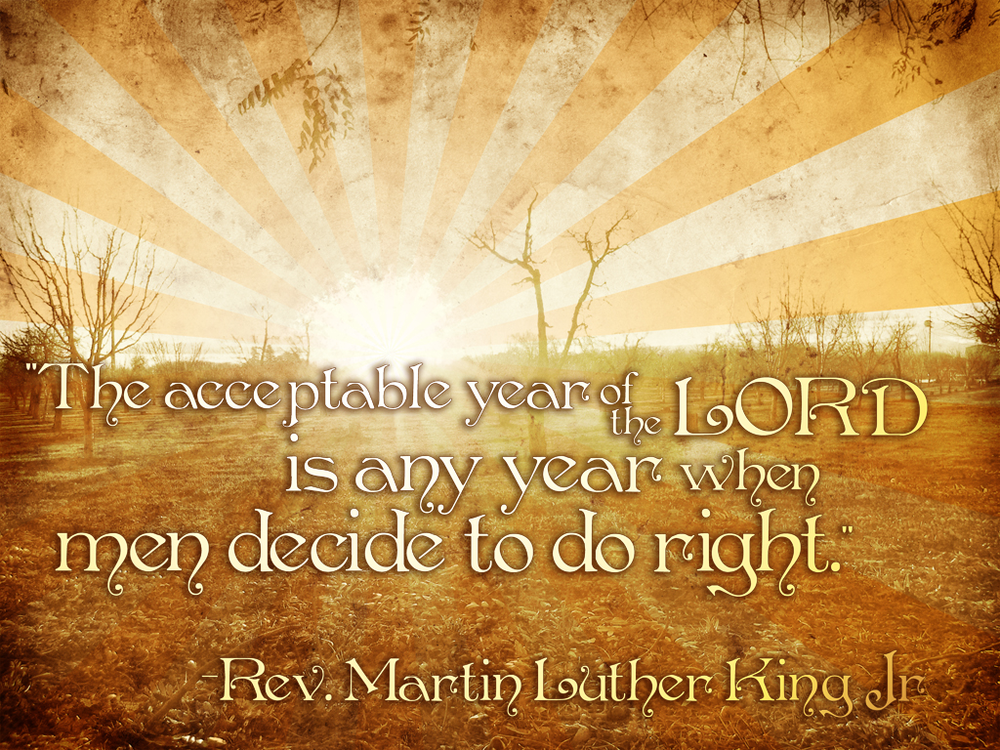 "The acceptable year of the LORD
is any year when
men decide to do right."
-Rev. Martin Luther King Jr